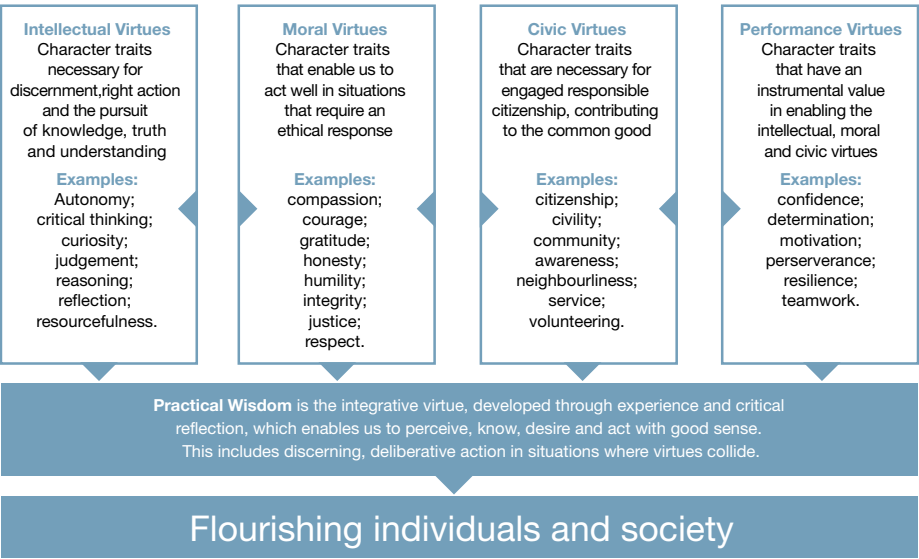 Intellectual Virtues
Character traits
necessary for
discernment,right action
and the pursuit
of knowledge, truth
and understanding
Examples:
Autonomy;
critical thinking;
curiosity;
judgement;
reasoning;
reflection;
resourcefulness.
Moral Virtues
Character traits
that enable us to
act well in situations
that require an
ethical response
Examples:
compassion;
courage;
gratitude;
honesty;
humility;
integrity;
justice;
respect.
Civic Virtues
Character traits
that are necessary for
engaged responsible
citizenship, contributing
to the common good
Examples:
citizenship;
civility;
community;
awareness;
neighbourliness;
service;
volunteering.
Performance Virtues
Character traits
that have an
instrumental value
in enabling the
intellectual, moral
and civic virtues
Examples:
confidence;
determination;
motivation;
perserverance;
resilience;
teamwork.
Practical Wisdom is the integrative virtue, developed through experience and critical
reflection, which enables us to perceive, know, desire and act with good sense.
This includes discerning, deliberative action in situations where virtues collide.
Flourishing individuals and society